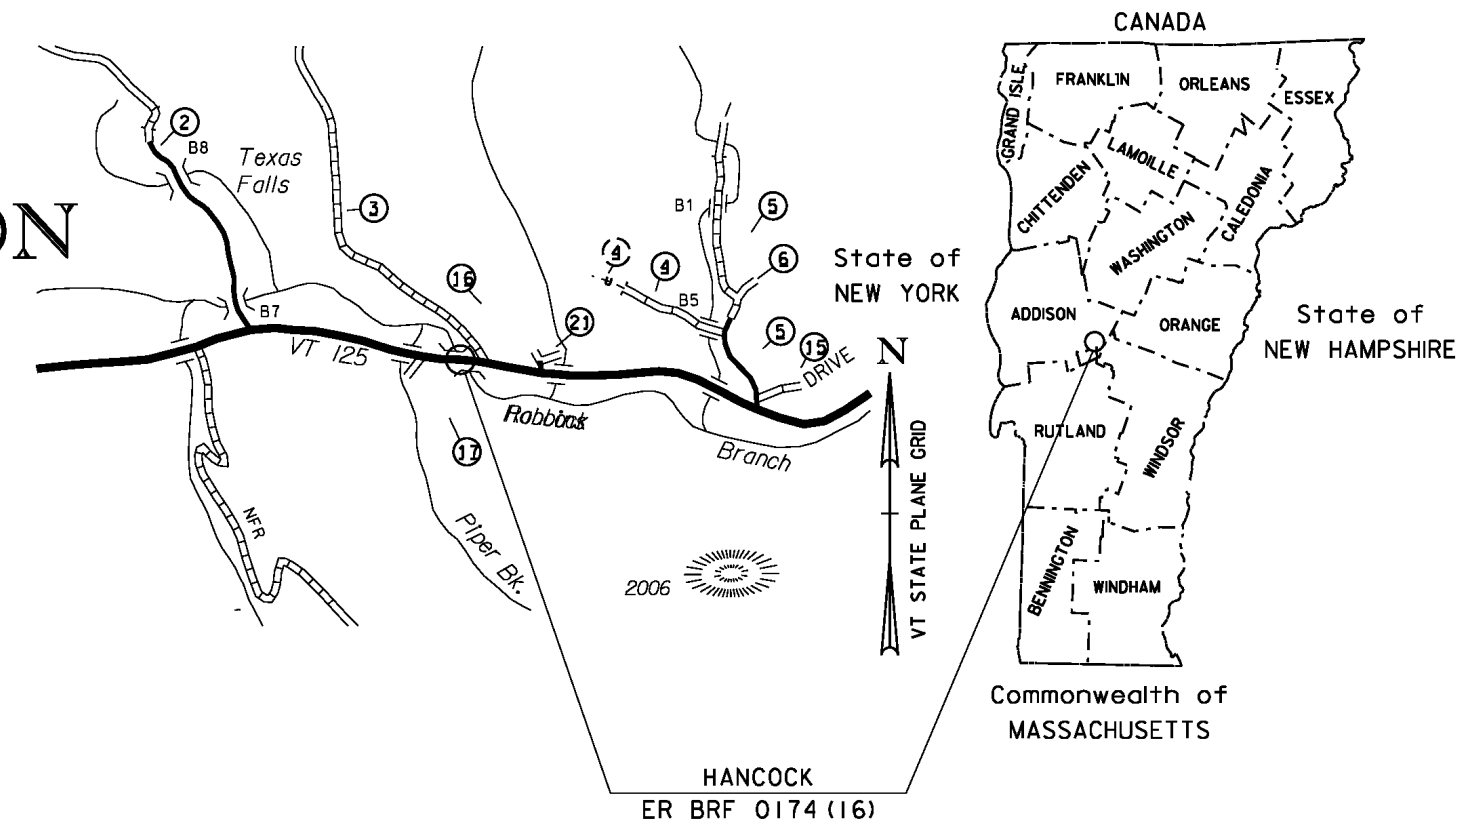 CANADA
FRANKLIN
ORLEANS
ESSEX
GRAND ISLE
LAMOILLE
CHITTENDEN
CALEDONIA
WASHINGTON
ADDISON
ORANGE
RUTLAND
WINDSOR
BENNINGTON
WINDHAM
State of
NEW YORK
State of
NEW HAMPSHIRE
Commonwealth of
MASSACHUSETTS
ON
2
B8
Texas
Falls
3
B1
5
4
4
6
16
B5
B7
21
5
15
DRIVE
VT 125
N
Branch
17
NFR
Piper Bk.
2006
VT STATE PLANE GRID
HANCOCK
ER BRF 0174 (16)